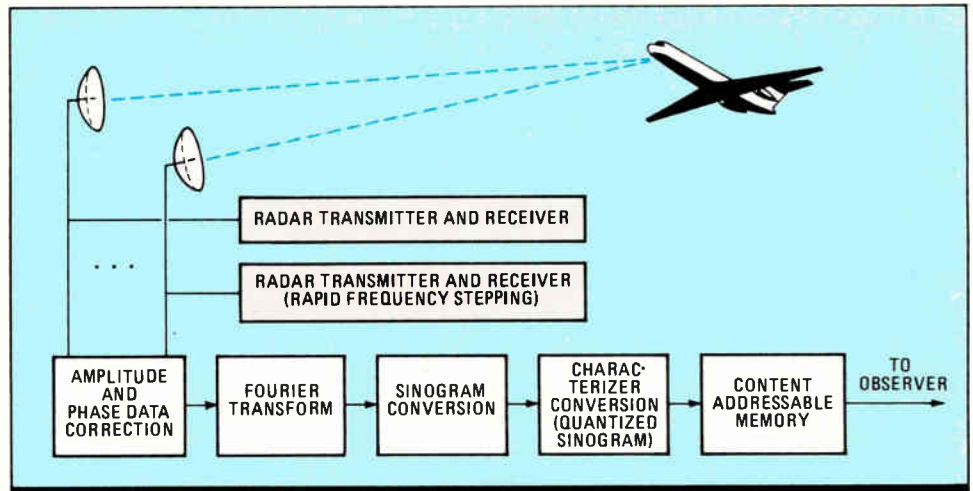 RADAR TRANSMITTER AND RECEIVER
. . .
RADAR TRANSMITTER AND RECEIVER
(RAPID FREQUENCY STEPPING)
AMPLITUDE
AND
PHASE DATA
CORRECTION
FOURIER
TRANSFORM
SINOGRAM
CONVERSION
CHARAC-
TERIZER
CONVERSION
(QUANTIZED
SINOGRAM)
CONTENT
ADDRESSABLE
MEMORY
TO
OBSERVER